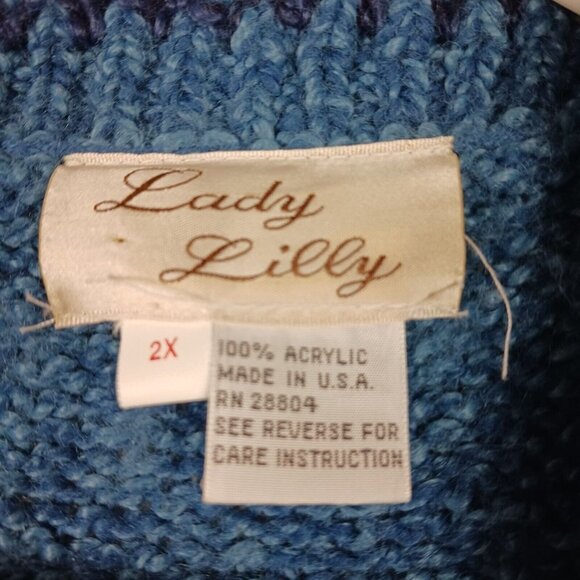 Lady
Lilly
2X
100% ACRYLIC
MADE IN U.S.A.
RN 28804
SEE REVERSE FOR
CARE INSTRUCTION